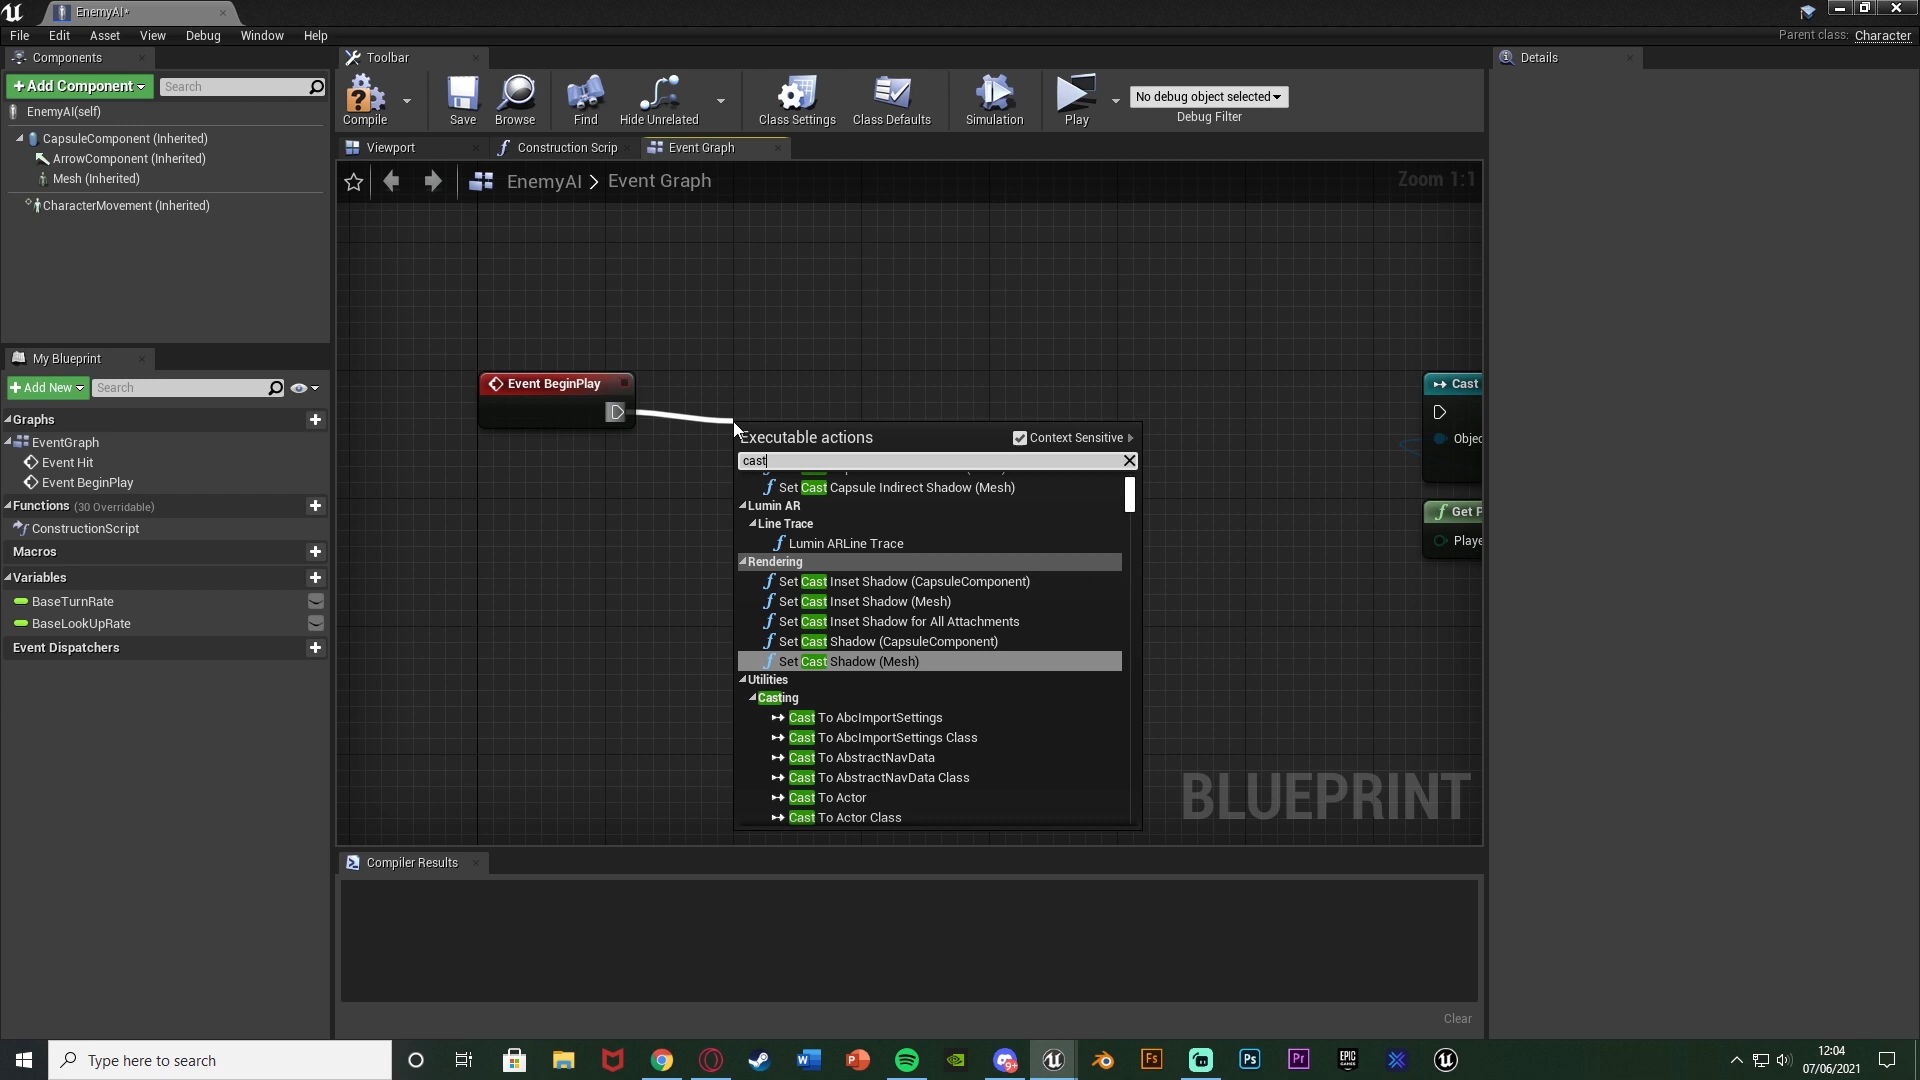 EnemyAI*
File Edit Asset View Debug Window Help
Parent class: Character
Components
+ Add Component
Search
EnemyAI(self)
CapsuleComponent (Inherited)
ArrowComponent (Inherited)
Mesh (Inherited)
CharacterMovement (Inherited)
My Blueprint
+ Add New
Search
Graphs
EventGraph
Event Hit
Event BeginPlay
Functions (30 Overridable)
ConstructionScript
Macros
Variables
BaseTurnRate
BaseLookUpRate
Event Dispatchers
Toolbar
Compile Save Browse Find Hide Unrelated Class Settings Class Defaults Simulation Play
No debug object selected
Debug Filter
Viewport Construction Scrip Event Graph
EnemyAI > Event Graph
Zoom 1:1
Event BeginPlay
Cast
Objec
Get P
Playe
Executable actions
Context Sensitive
cast
Set Cast Capsule Indirect Shadow (Mesh)
Lumin AR
Line Trace
Lumin ARLine Trace
Rendering
Set Cast Inset Shadow (CapsuleComponent)
Set Cast Inset Shadow (Mesh)
Set Cast Inset Shadow for All Attachments
Set Cast Shadow (CapsuleComponent)
Set Cast Shadow (Mesh)
Utilities
Casting
Cast To AbcImportSettings
Cast To AbcImportSettings Class
Cast To AbstractNavData
Cast To AbstractNavData Class
Cast To Actor
Cast To Actor Class
BLUEPRINT
Compiler Results
Clear
Details
Type here to search
12:04
07/06/2021